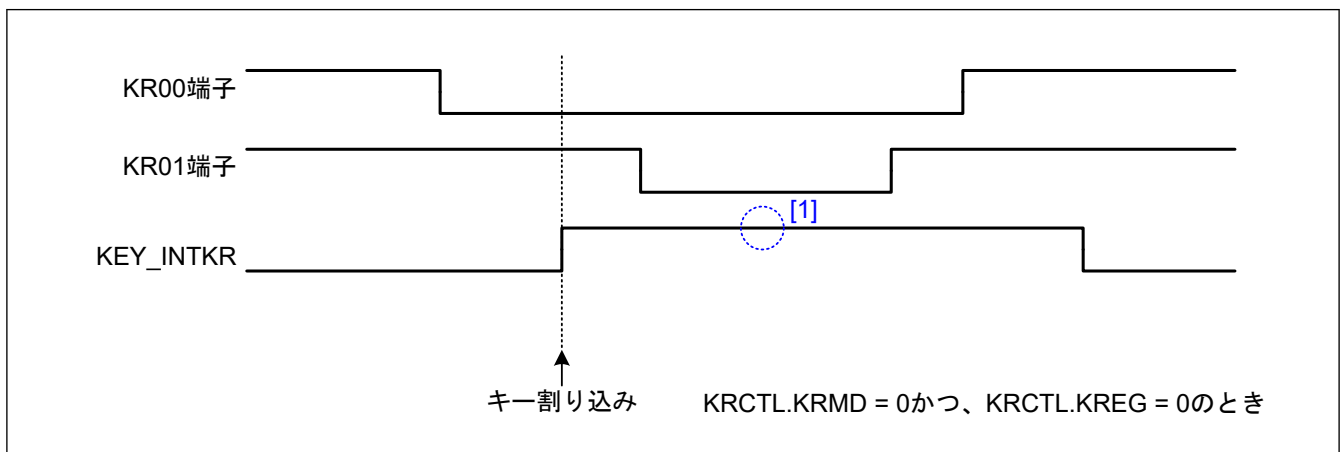 KR00端子
KR01端子
[1]
KEY_INTKR
キー割り込み
KRCTL.KRMD = 0かつ、KRCTL.KREG = 0のとき